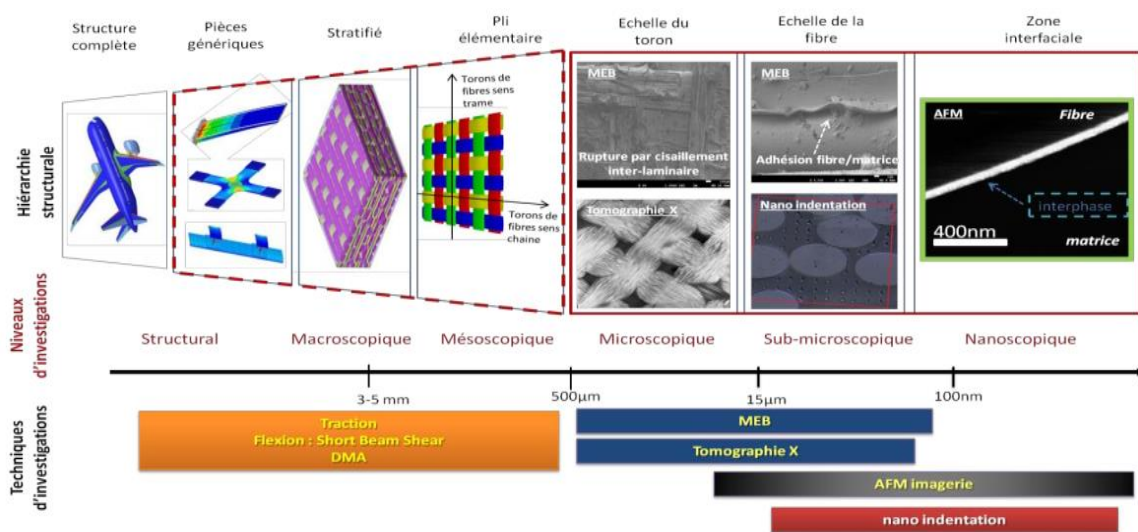 Structure
complète
Pièces
génériques
Stratifié
Pli
élémentaire
Echelle du
toron
Echelle de la
fibre
Zone
interfaciale
Hiérarchie
structurale
Torons de
fibres sens
trame
Torons de
fibres sens
chaine
MEB
Rupture par cisaillement
inter-laminaire
Tomographie X
MEB
Adhésion fibre/matrice
Nano indentation
AFM
Fibre
interphase
400nm
matrice
Niveaux
d'investigations
Structural
Macroscopique
Mésoscopique
Microscopique
Sub-microscopique
Nanoscopique
3-5 mm
500µm
15µm
100nm
Techniques
d'investigations
Traction
Flexion : Short Beam Shear
DMA
MEB
Tomographie X
AFM imagerie
nano indentation